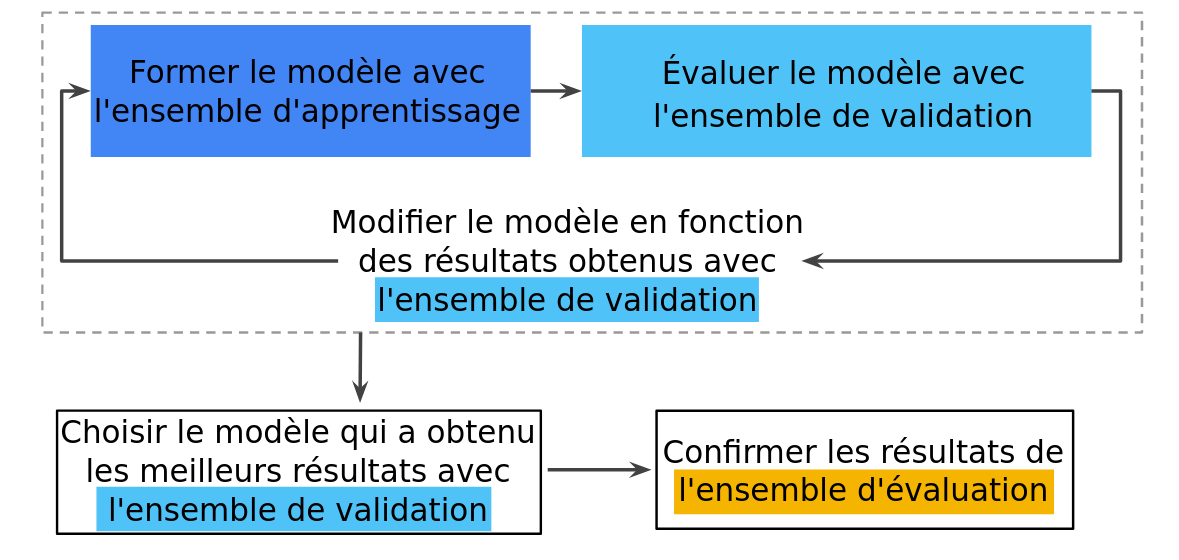 Former le modèle avec
l'ensemble d'apprentissage
Évaluer le modèle avec
l'ensemble de validation
Modifier le modèle en fonction
des résultats obtenus avec
l'ensemble de validation
Choisir le modèle qui a obtenu
les meilleurs résultats avec
l'ensemble de validation
Confirmer les résultats de
l'ensemble d'évaluation